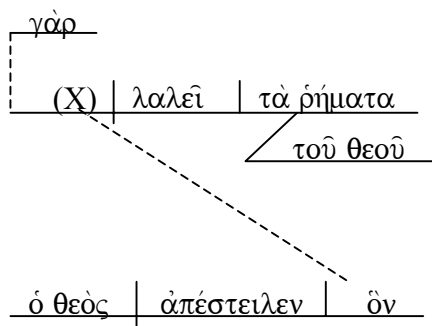 γὰρ
(X) λαλεῖ τὰ ῥήματα
τοῦ θεοῦ
ὁ θεὸς ἀπέστειλεν ὃν